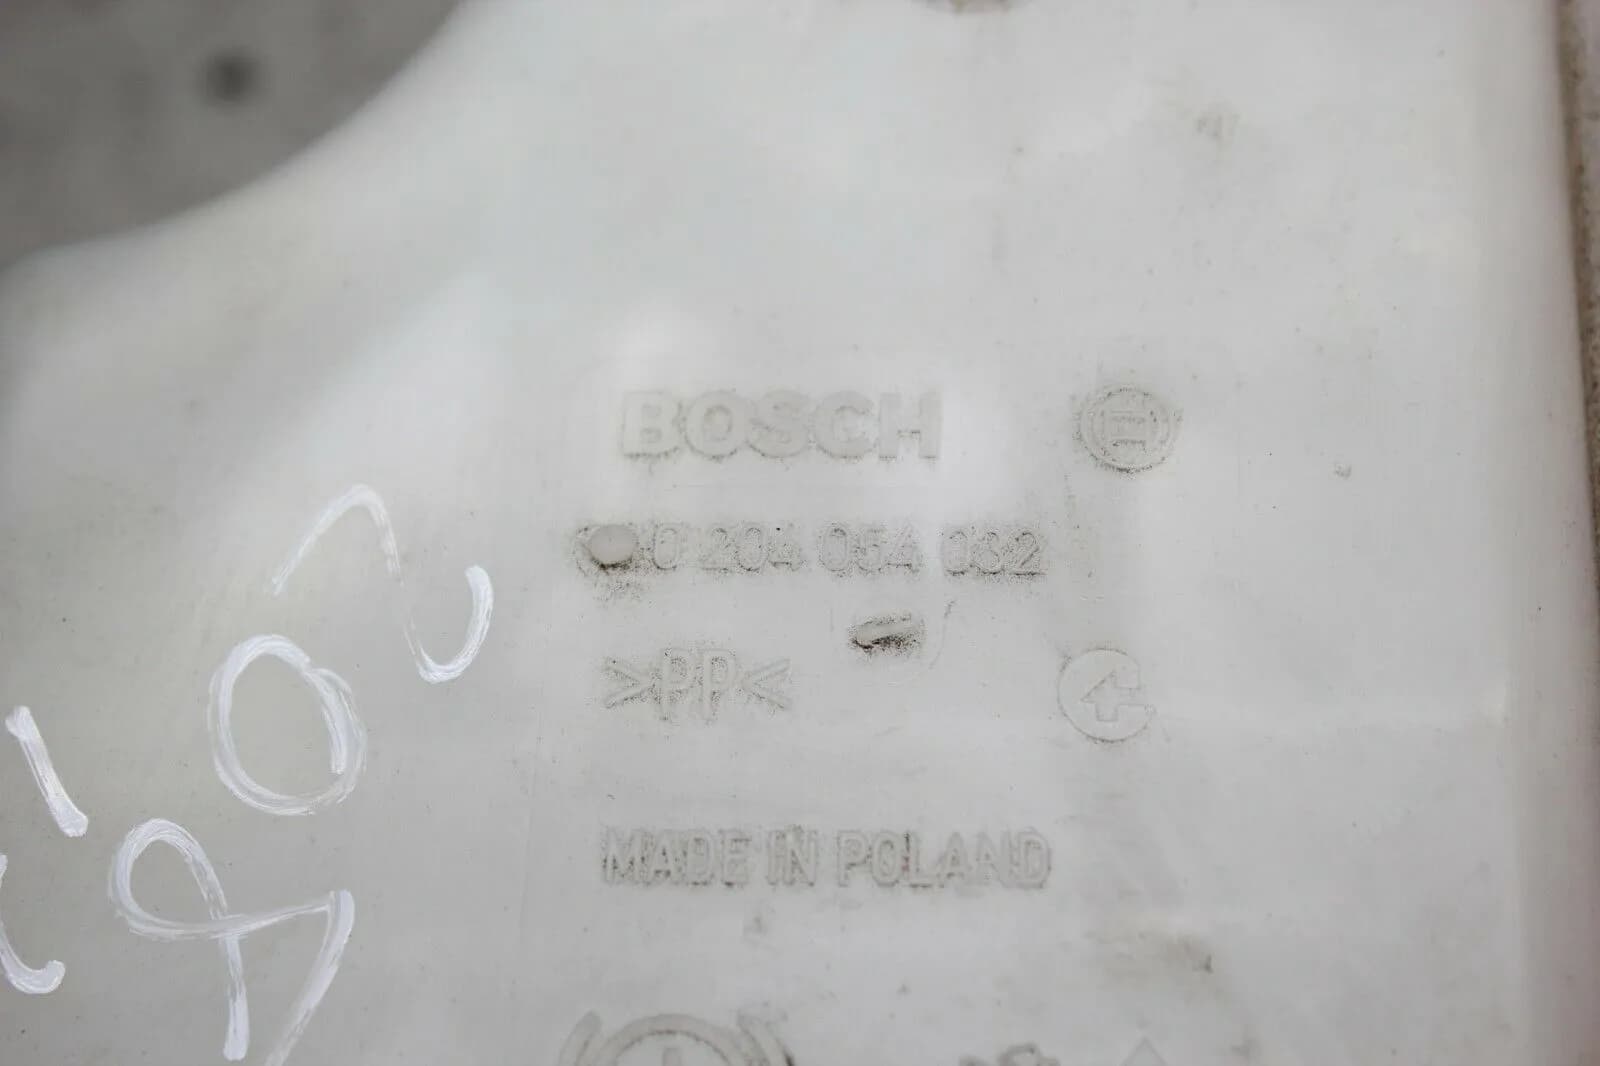 BOSCH
0 204 054 032
>PP<
MADE IN POLAND